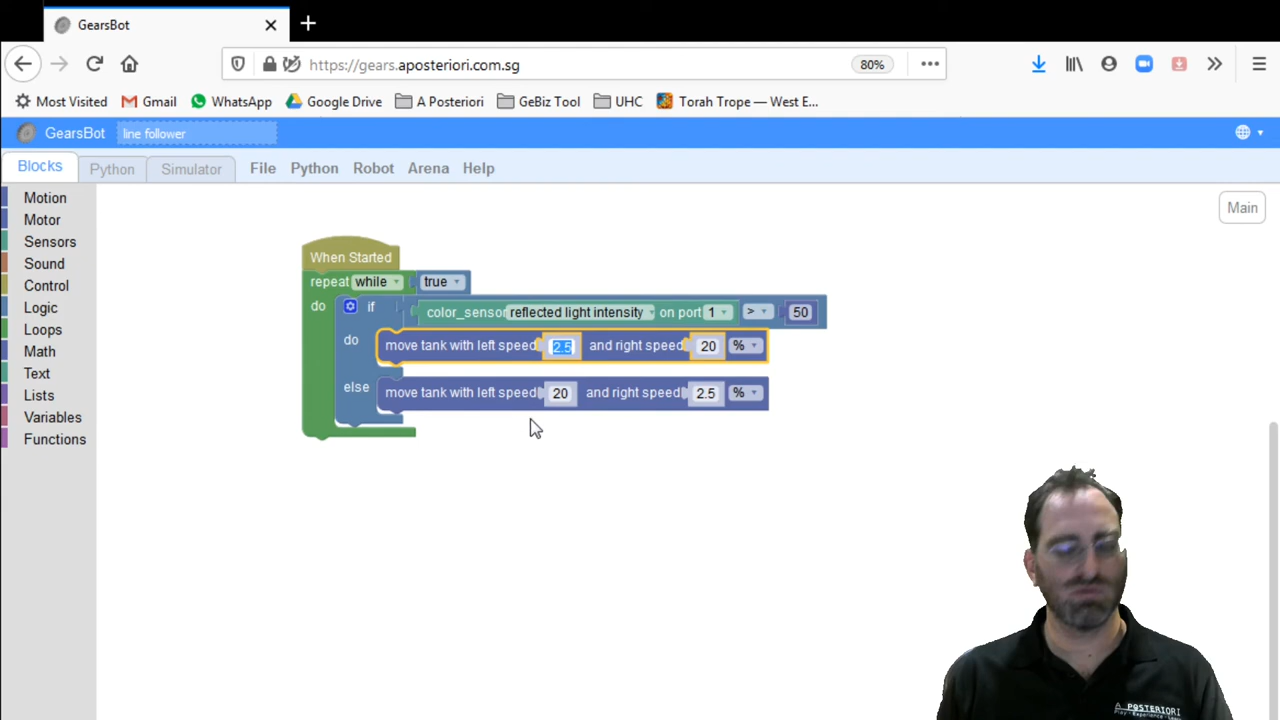 GearsBot
https://gears.aposteriori.com.sg 80%
Most Visited Gmail WhatsApp Google Drive A Posteriori GeBiz Tool UHC Torah Trope — West E...
GearsBot line follower
Blocks Python Simulator File Python Robot Arena Help
Motion
Motor
Sensors
Sound
Control
Logic
Loops
Math
Text
Lists
Variables
Functions
Main
When Started
repeat while true
do if color_sensor reflected light intensity on port 1 > 50
do move tank with left speed 2.5 and right speed 20 %
else move tank with left speed 20 and right speed 2.5 %
A POSTERIORI